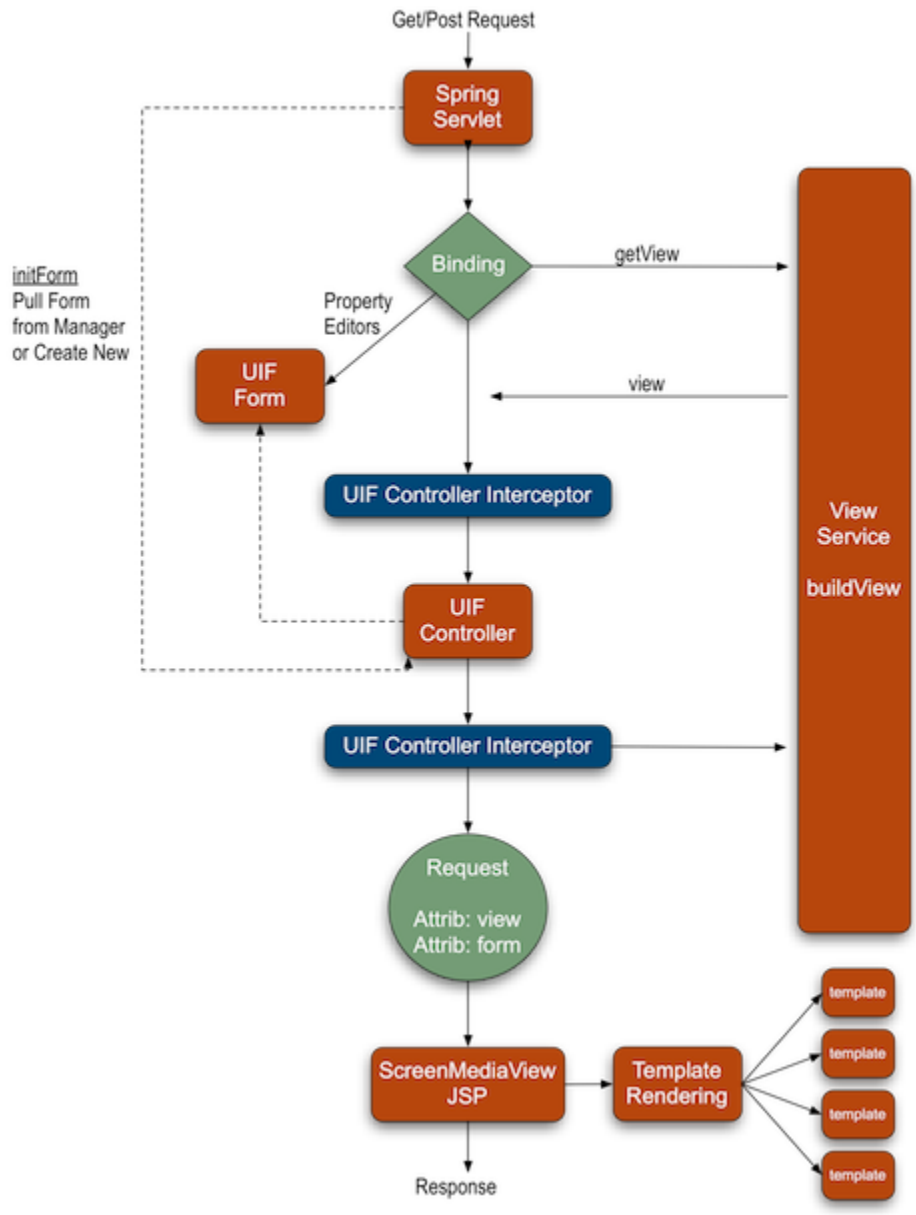 Get/Post Request
Spring
Servlet
Binding
getView
initForm
Pull Form
from Manager
or Create New
Property
Editors
UIF
Form
view
UIF Controller Interceptor
View
Service
buildView
UIF
Controller
UIF Controller Interceptor
Request
Attrib: view
Attrib: form
template
template
template
template
ScreenMediaView
JSP
Template
Rendering
Response